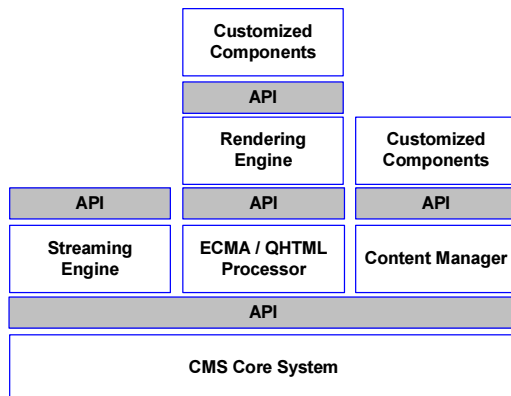 Customized
Components
API
Rendering
Engine
Customized
Components
API
API
API
Streaming
Engine
ECMA / QHTML
Processor
Content Manager
API
CMS Core System